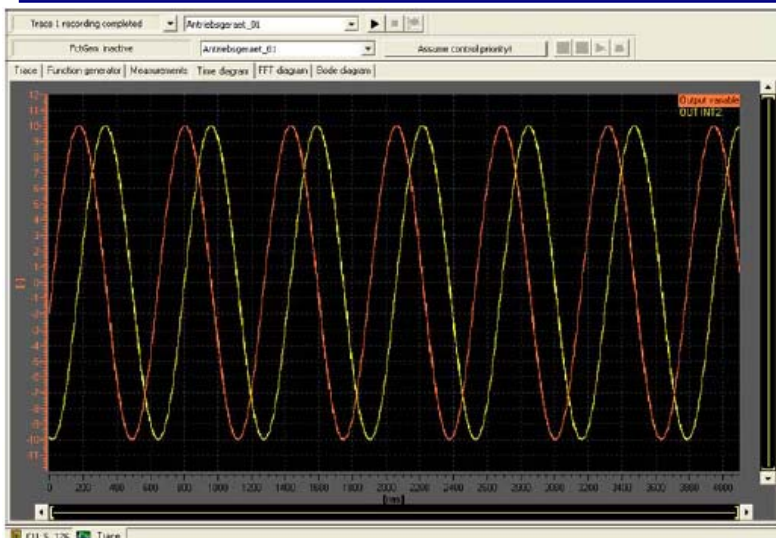 Trace 1 recording completed Antriebsgeraet_01
FctGen inactive Antriebsgeraet_01 Assume control priority!
Trace Function generator Measurements Time diagram FFT diagram Bode diagram
Output variable
OUT INT2
12
10
9
7
6
5
4
3
2
1
0
-1
-2
-3
-4
-5
-6
-7
-8
-9
-10
-11
[1]
0 200 400 600 800 1000 1200 1400 1600 1800 2000 2200 2400 2600 2800 3000 3200 3400 3600 3800 4000
[ms]
Trace